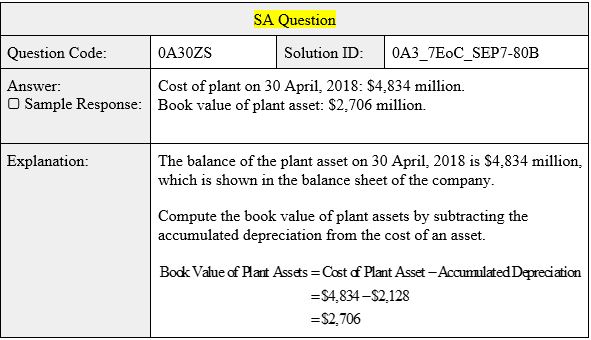 SA Question
Question Code: 0A30ZS Solution ID: 0A3_7EoC_SEP7-80B
Answer: Cost of plant on 30 April, 2018: $4,834 million.
☐ Sample Response: Book value of plant asset: $2,706 million.
Explanation: The balance of the plant asset on 30 April, 2018 is $4,834 million,
which is shown in the balance sheet of the company.
Compute the book value of plant assets by subtracting the
accumulated depreciation from the cost of an asset.
Book Value of Plant Assets = Cost of Plant Asset – Accumulated Depreciation
= $4,834 – $2,128
= $2,706